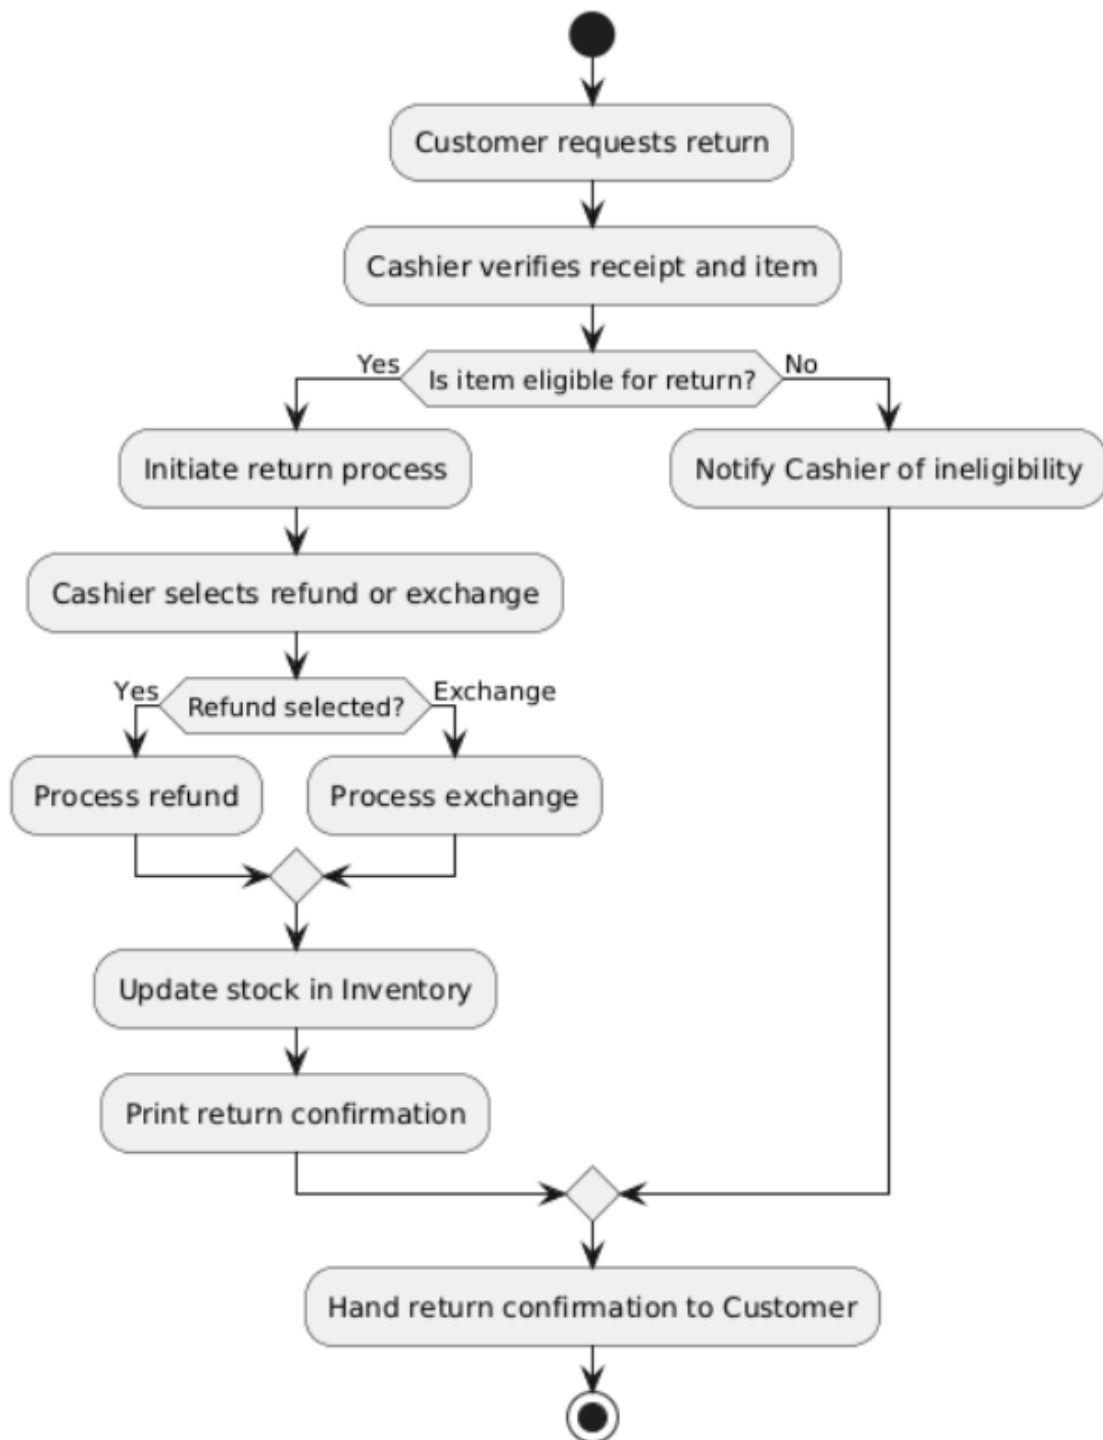 Customer requests return
Cashier verifies receipt and item
Yes
Is item eligible for return?
No
Initiate return process
Notify Cashier of ineligibility
Cashier selects refund or exchange
Yes
Refund selected?
Exchange
Process refund
Process exchange
Update stock in Inventory
Print return confirmation
Hand return confirmation to Customer